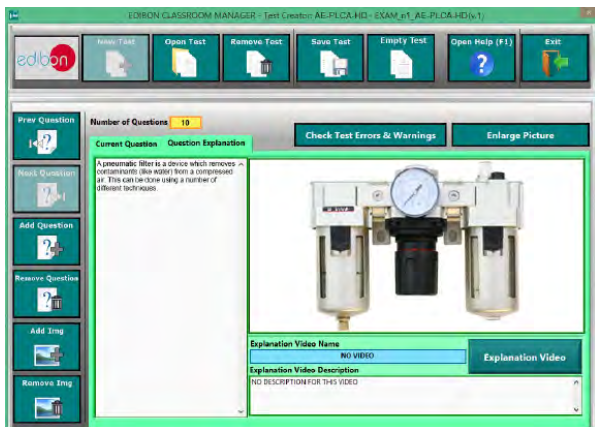 EDIBON CLASSROOM MANAGER - Test Creator: AE-PLCA-HD - EXAM_n1_AE-PLCA-HD(v.1)
edibon
New Test
Open Test
Remove Test
Save Test
Empty Test
Open Help (F1)
Exit
Prev Question
Number of Questions
10
Current Question
Question Explanation
Check Test Errors & Warnings
Enlarge Picture
A pneumatic filter is a device which removes
contaminants (like water) from a compressed
air. This can be done using a number of
different techniques.
Next Question
Add Question
Remove Question
Add Img
Remove Img
Explanation Video Name
NO VIDEO
Explanation Video
Explanation Video Description
NO DESCRIPTION FOR THIS VIDEO